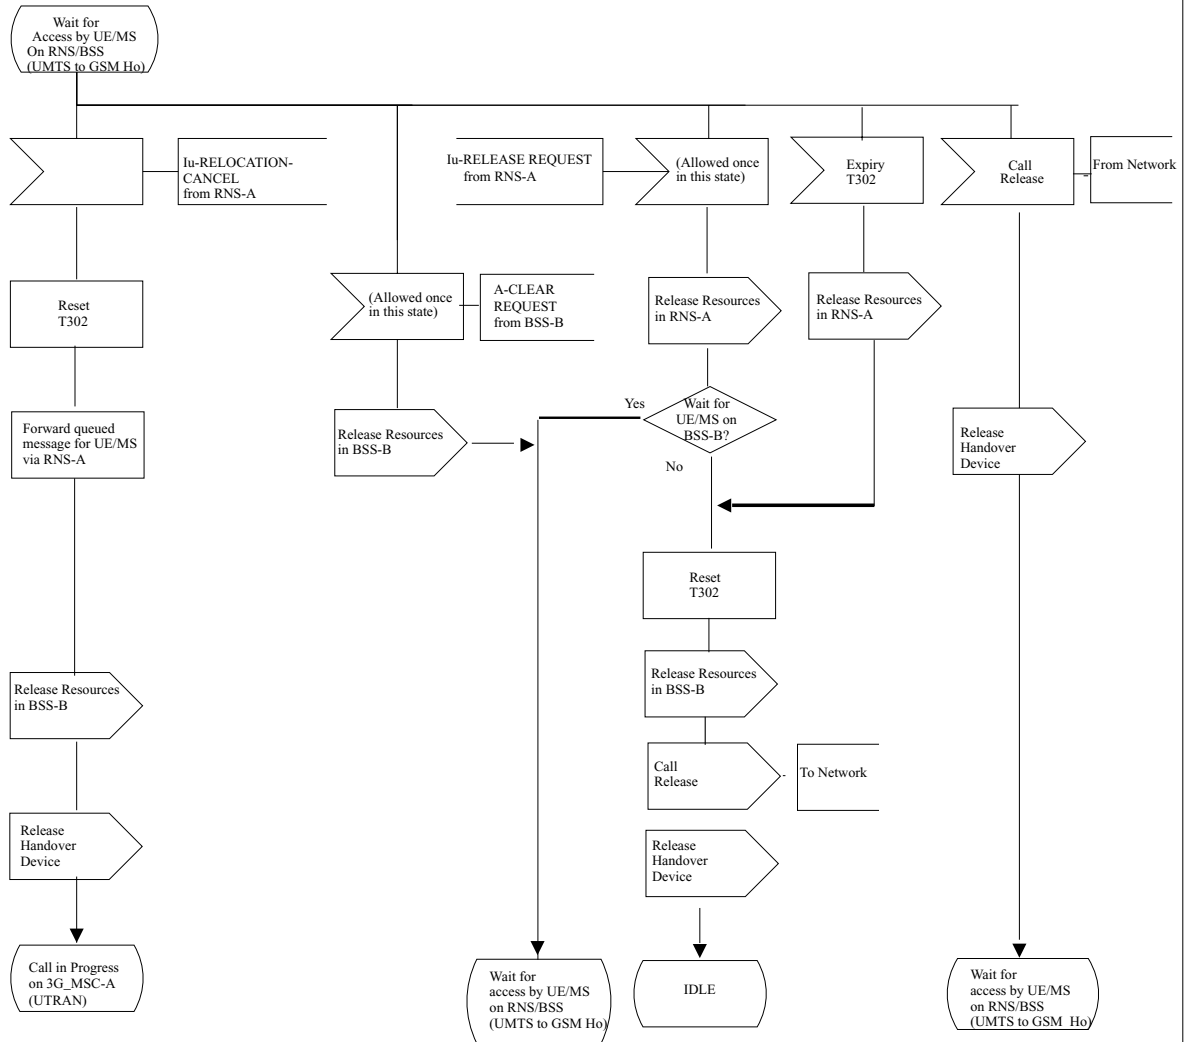 Wait for
Access by UE/MS
On RNS/BSS
(UMTS to GSM Ho)
Iu-RELOCATION-
CANCEL
from RNS-A
Iu-RELEASE REQUEST
from RNS-A
(Allowed once
in this state)
Expiry
T302
Call
Release
From Network
Reset
T302
(Allowed once
in this state)
A-CLEAR
REQUEST
from BSS-B
Release Resources
in RNS-A
Release Resources
in RNS-A
Forward queued
message for UE/MS
via RNS-A
Release Resources
in BSS-B
Yes
Wait for
UE/MS on
BSS-B?
No
Release
Handover
Device
Reset
T302
Release Resources
in BSS-B
Release Resources
in BSS-B
Call
Release
To Network
Release
Handover
Device
Release
Handover
Device
Call in Progress
on 3G_MSC-A
(UTRAN)
Wait for
access by UE/MS
on RNS/BSS
(UMTS to GSM Ho)
IDLE
Wait for
access by UE/MS
on RNS/BSS
(UMTS to GSM Ho)